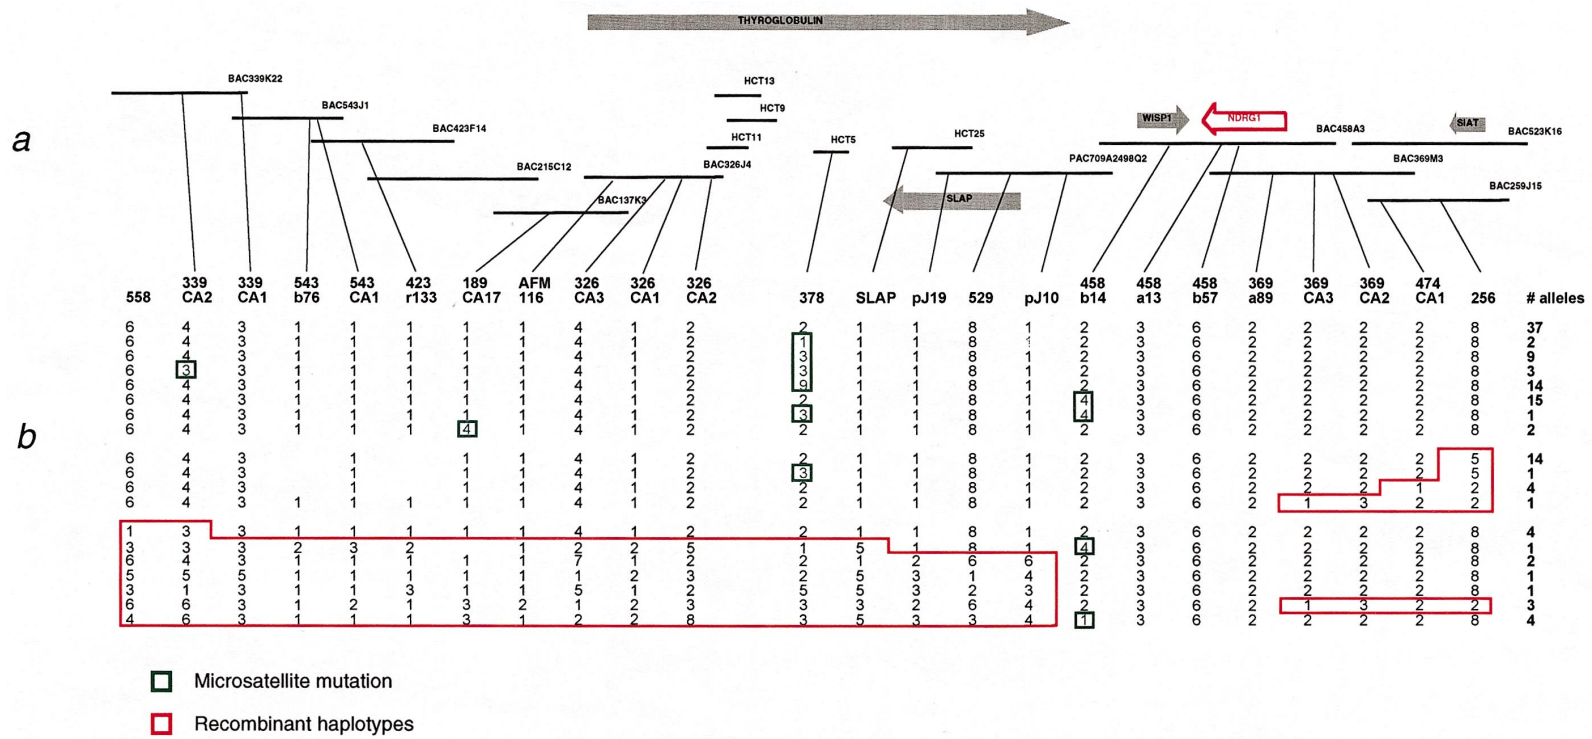 THYROGLOBULIN
a
BAC339K22
BAC543J1
BAC423F14
BAC215C12
BAC137K3
HCT13
HCT9
HCT11
BAC326J4
HCT5
HCT25
SLAP
PAC709A2498Q2
WISP1
NDRG1
BAC458A3
SIAT
BAC523K16
BAC369M3
BAC259J15
339 339 543 543 423 189 AFM 326 326 326 458 458 458 369 369 369 474
558 CA2 CA1 b76 CA1 r133 CA17 116 CA3 CA1 CA2 378 SLAP pJ19 529 pJ10 b14 a13 b57 a89 CA3 CA2 CA1 256 # alleles
b
6 4 3 1 1 1 1 1 4 1 2 2 1 1 8 1 2 3 6 2 2 2 2 8 37
6 4 3 1 1 1 1 1 4 1 2 1 1 1 8 2 3 6 2 2 2 2 8 2
6 4 3 1 1 1 1 1 4 1 2 3 1 1 8 1 2 3 6 2 2 2 2 8 9
6 3 3 1 1 1 1 1 4 1 2 3 1 1 8 1 2 3 6 2 2 2 2 8 3
6 4 3 1 1 1 1 1 4 1 2 9 1 1 8 1 2 3 6 2 2 2 2 8 14
6 4 3 1 1 1 1 1 4 1 2 2 1 1 8 1 4 3 6 2 2 2 2 8 15
6 4 3 1 1 1 1 1 4 1 2 3 1 1 8 1 4 3 6 2 2 2 2 8 1
6 4 3 1 1 1 4 1 4 1 2 2 1 1 8 1 2 3 6 2 2 2 2 8 2
6 4 3 1 1 1 4 1 2 2 1 1 8 1 2 3 6 2 2 2 2 5 14
6 4 3 1 1 1 4 1 2 3 1 1 8 1 2 3 6 2 2 2 2 5 1
6 4 3 1 1 1 4 1 2 2 1 1 8 1 2 3 6 2 2 2 1 2 4
6 4 3 1 1 1 1 1 4 1 2 2 1 1 8 1 2 3 6 2 1 3 2 2 1
1 3 3 1 1 1 1 1 4 1 2 2 1 1 8 1 2 3 6 2 2 2 2 8 4
3 3 3 2 3 2 1 2 2 5 1 5 1 8 1 4 3 6 2 2 2 2 8 1
6 4 3 1 1 1 1 1 7 1 2 2 1 2 6 6 2 3 6 2 2 2 2 8 2
5 5 5 1 1 1 1 1 1 2 3 2 5 3 1 4 2 3 6 2 2 2 2 8 1
3 1 3 1 1 3 1 1 5 1 2 5 5 1 2 3 2 3 6 2 2 2 2 8 1
6 6 3 1 2 1 3 2 1 2 3 3 3 2 6 4 2 3 6 2 1 3 2 2 3
4 6 3 1 1 1 3 1 2 2 8 3 5 3 3 4 1 3 6 2 2 2 2 8 4
Microsatellite mutation
Recombinant haplotypes